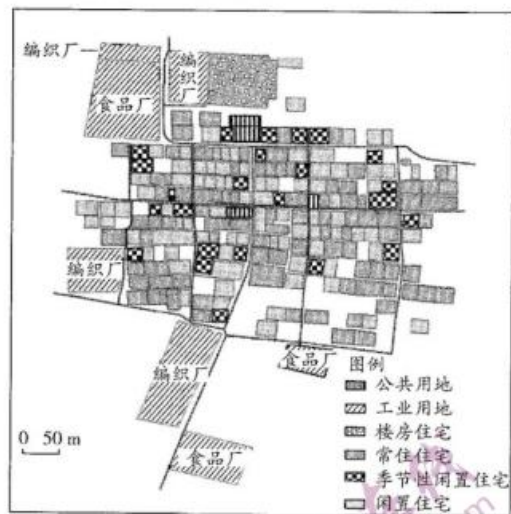 编织厂
编织厂
食品厂
编织厂
编织厂
食品厂
食品厂
0 50 m
图例
公共用地
工业用地
楼房住宅
常住住宅
季节性闲置住宅
闲置住宅